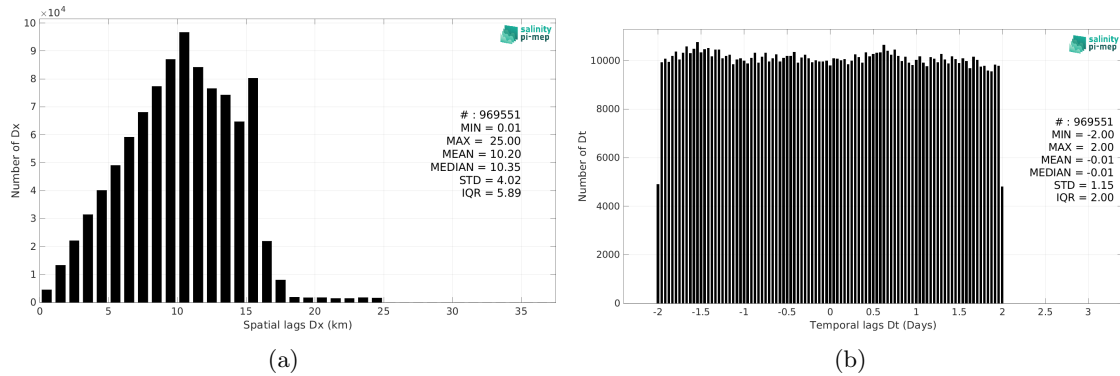 ×10⁴
10
9
8
7
6
5
4
3
2
1
0
Number of Dx
0 5 10 15 20 25 30 35
Spatial lags Dx (km)
salinity
pi-mep
# : 969551
MIN = 0.01
MAX = 25.00
MEAN = 10.20
MEDIAN = 10.35
STD = 4.02
IQR = 5.89
(a)
10000
8000
6000
4000
2000
0
Number of Dt
-2 -1.5 -1 -0.5 0 0.5 1 1.5 2 2.5 3
Temporal lags Dt (Days)
salinity
pi-mep
# : 969551
MIN = -2.00
MAX = 2.00
MEAN = -0.01
MEDIAN = -0.01
STD = 1.15
IQR = 2.00
(b)